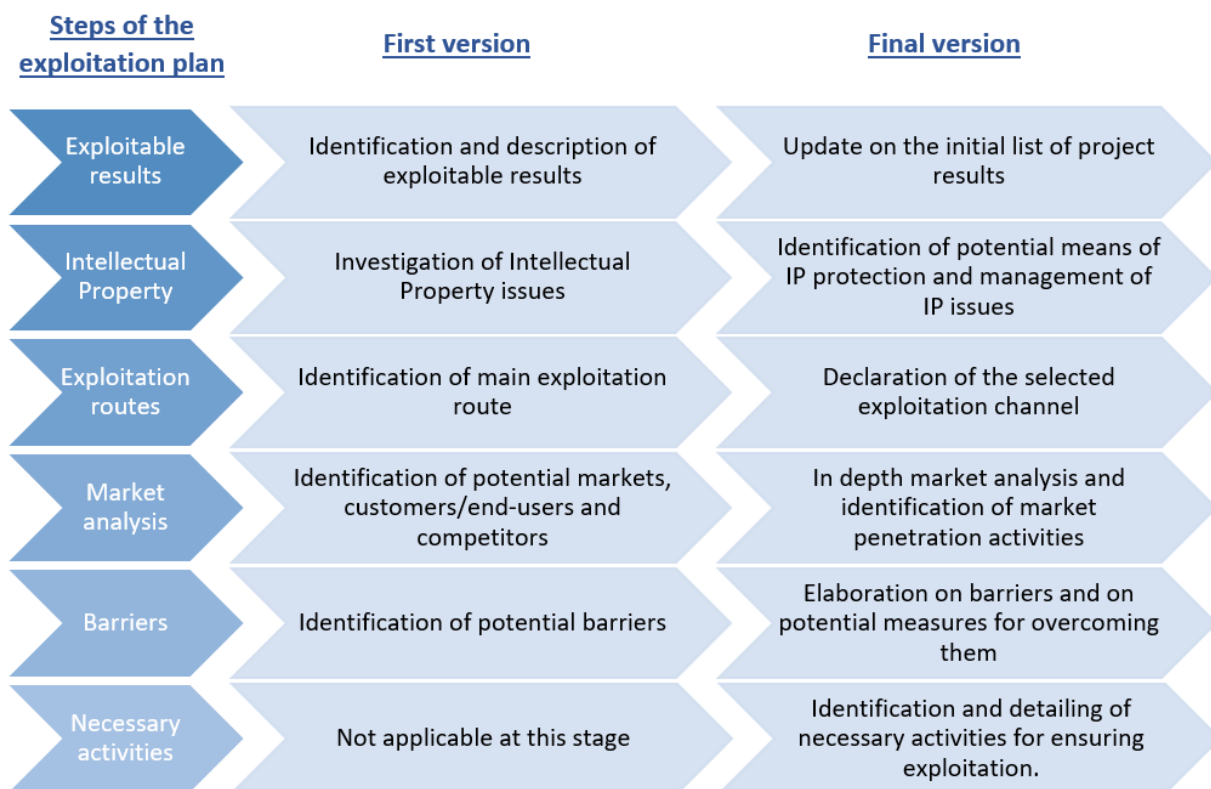 Steps of the
exploitation plan
First version
Final version
Exploitable
results
Identification and description of
exploitable results
Update on the initial list of project
results
Intellectual
Property
Investigation of Intellectual
Property issues
Identification of potential means of
IP protection and management of
IP issues
Exploitation
routes
Identification of main exploitation
route
Declaration of the selected
exploitation channel
Market
analysis
Identification of potential markets,
customers/end-users and
competitors
In depth market analysis and
identification of market
penetration activities
Barriers
Identification of potential barriers
Elaboration on barriers and on
potential measures for overcoming
them
Necessary
activities
Not applicable at this stage
Identification and detailing of
necessary activities for ensuring
exploitation.